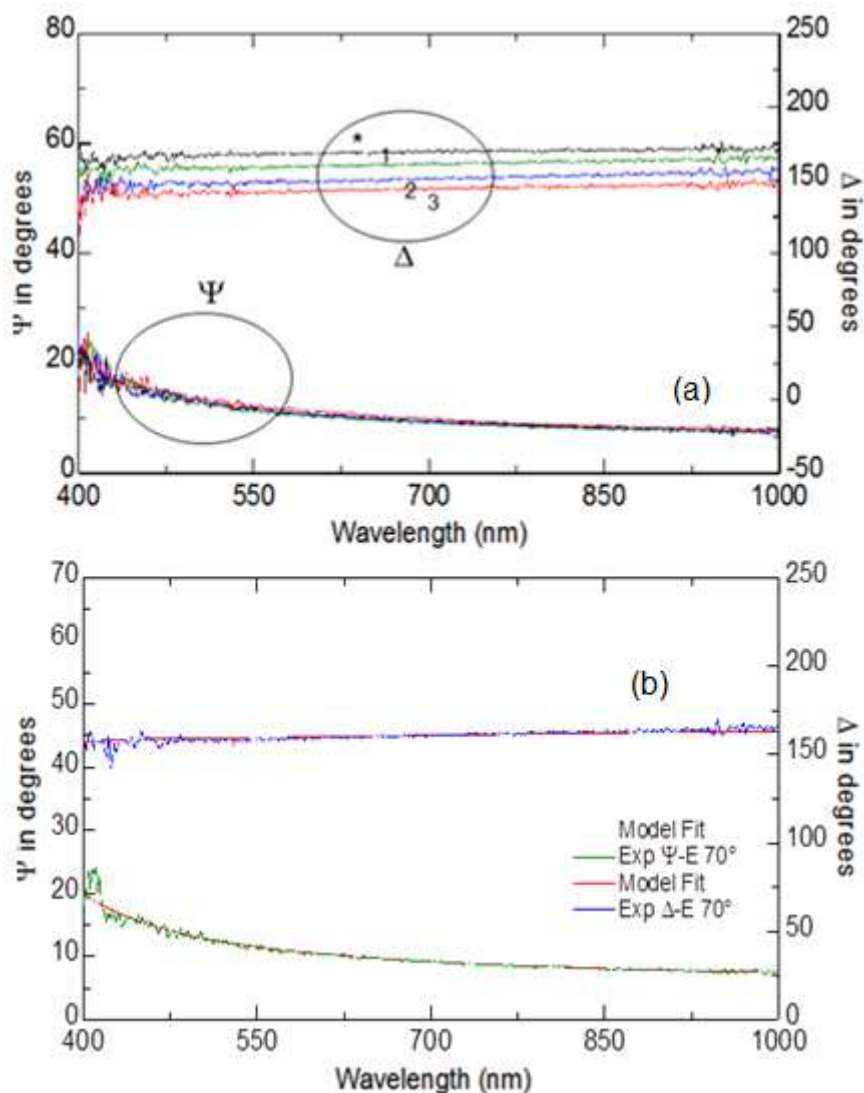 80
60
40
20
0
Ψ in degrees
250
200
150
100
50
0
-50
Δ in degrees
*
1
2
3
Δ
Ψ
(a)
400
550
700
850
1000
Wavelength (nm)
70
60
50
40
30
20
10
0
Ψ in degrees
250
200
150
100
50
0
Δ in degrees
(b)
Model Fit
Exp Ψ-E 70°
Model Fit
Exp Δ-E 70°
400
550
700
850
1000
Wavelength (nm)